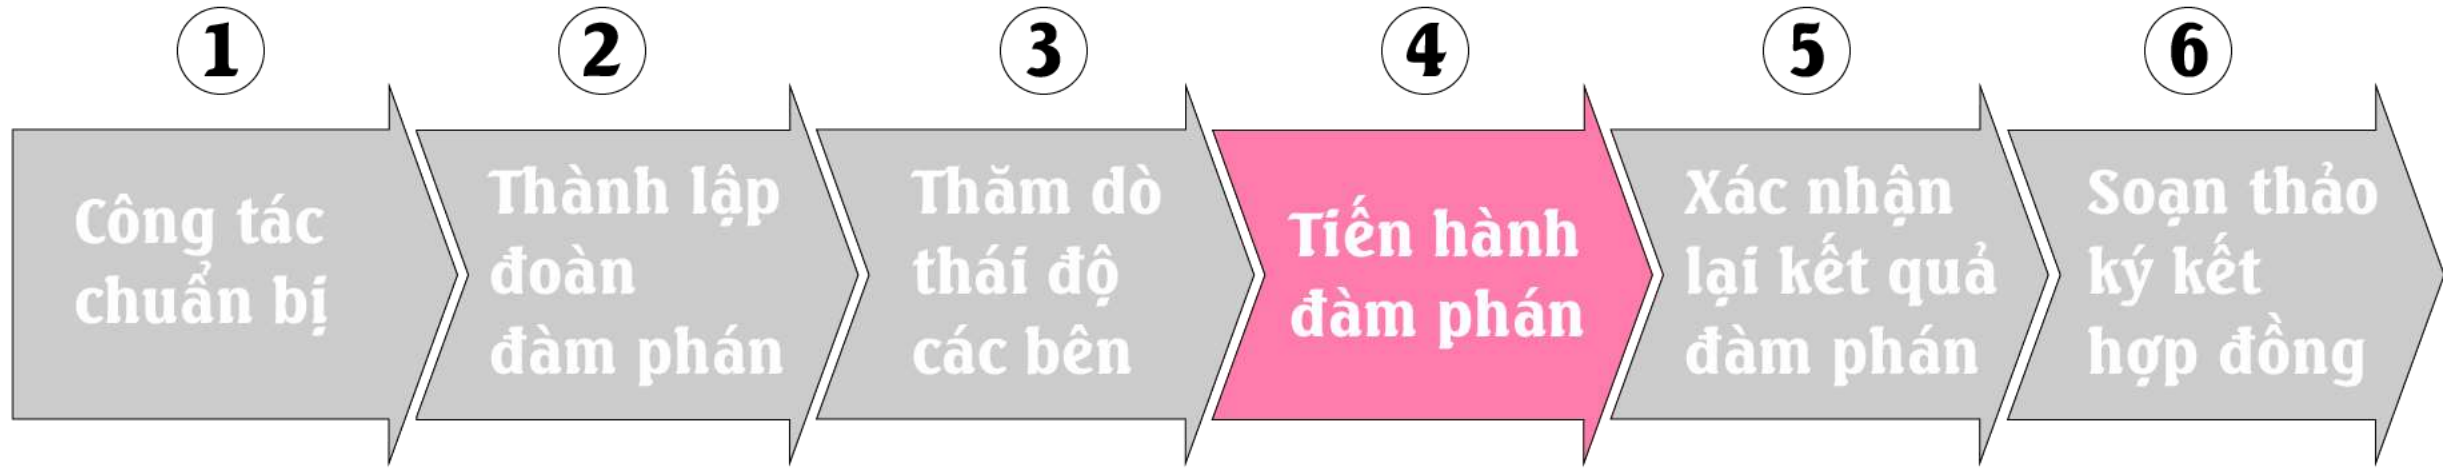 1
Công tác
chuẩn bị
2
Thành lập
đoàn
đàm phán
3
Thăm dò
thái độ
các bên
4
Tiến hành
đàm phán
5
Xác nhận
lại kết quả
đàm phán
6
Soạn thảo
ký kết
hợp đồng